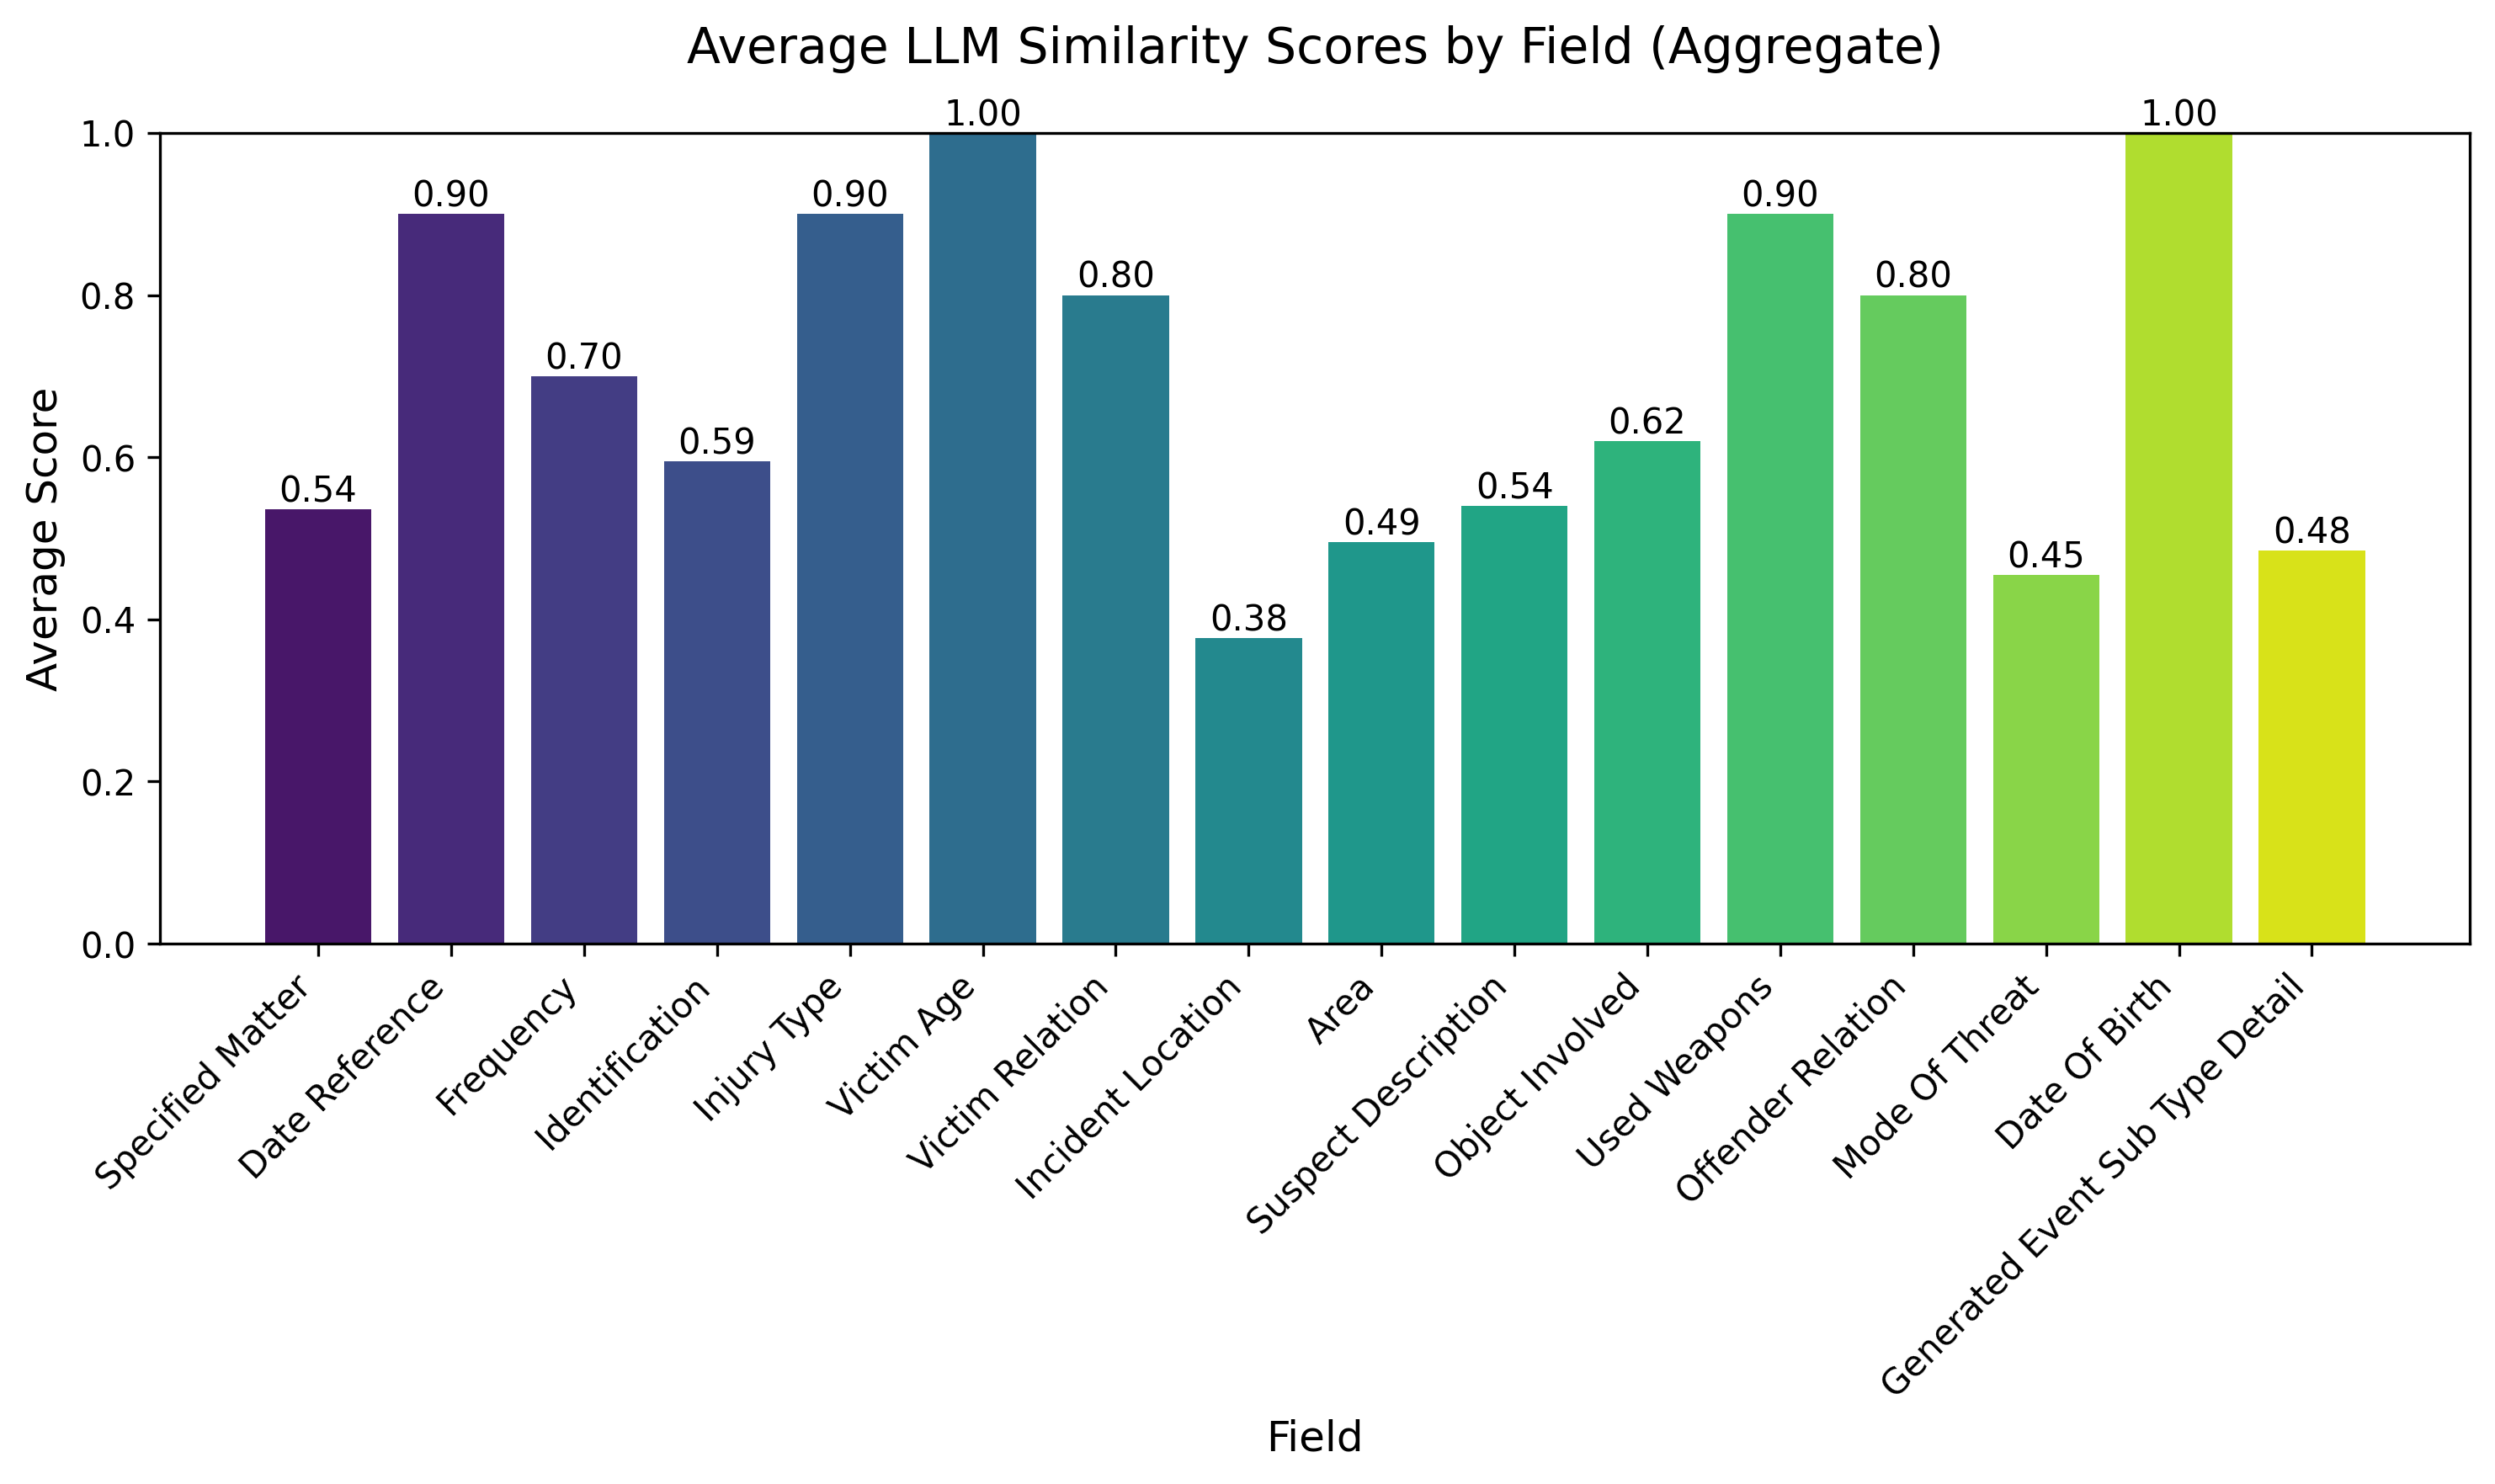 Average LLM Similarity Scores by Field (Aggregate)
1.00
1.00
1.0
0.90
0.90
0.90
0.80
0.80
0.8
0.70
0.62
0.59
0.6
0.54
0.54
0.49
0.48
0.45
0.38
0.4
0.2
0.0
Average Score
Specified Matter
Date Reference
Frequency
Identification
Injury Type
Victim Age
Victim Relation
Incident Location
Area
Suspect Description
Object Involved
Used Weapons
Offender Relation
Mode Of Threat
Date Of Birth
Generated Event Sub Type Detail
Field